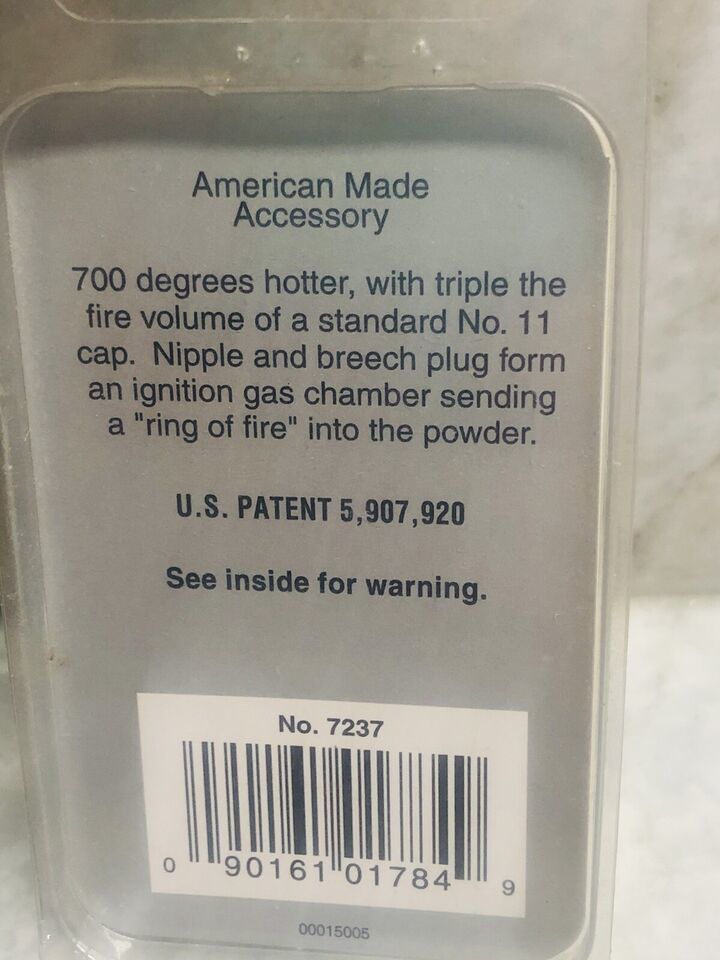 American Made
Accessory
700 degrees hotter, with triple the
fire volume of a standard No. 11
cap. Nipple and breech plug form
an ignition gas chamber sending
a "ring of fire" into the powder.
U.S. PATENT 5,907,920
See inside for warning.
No. 7237
0 90161 01784 9
00015005